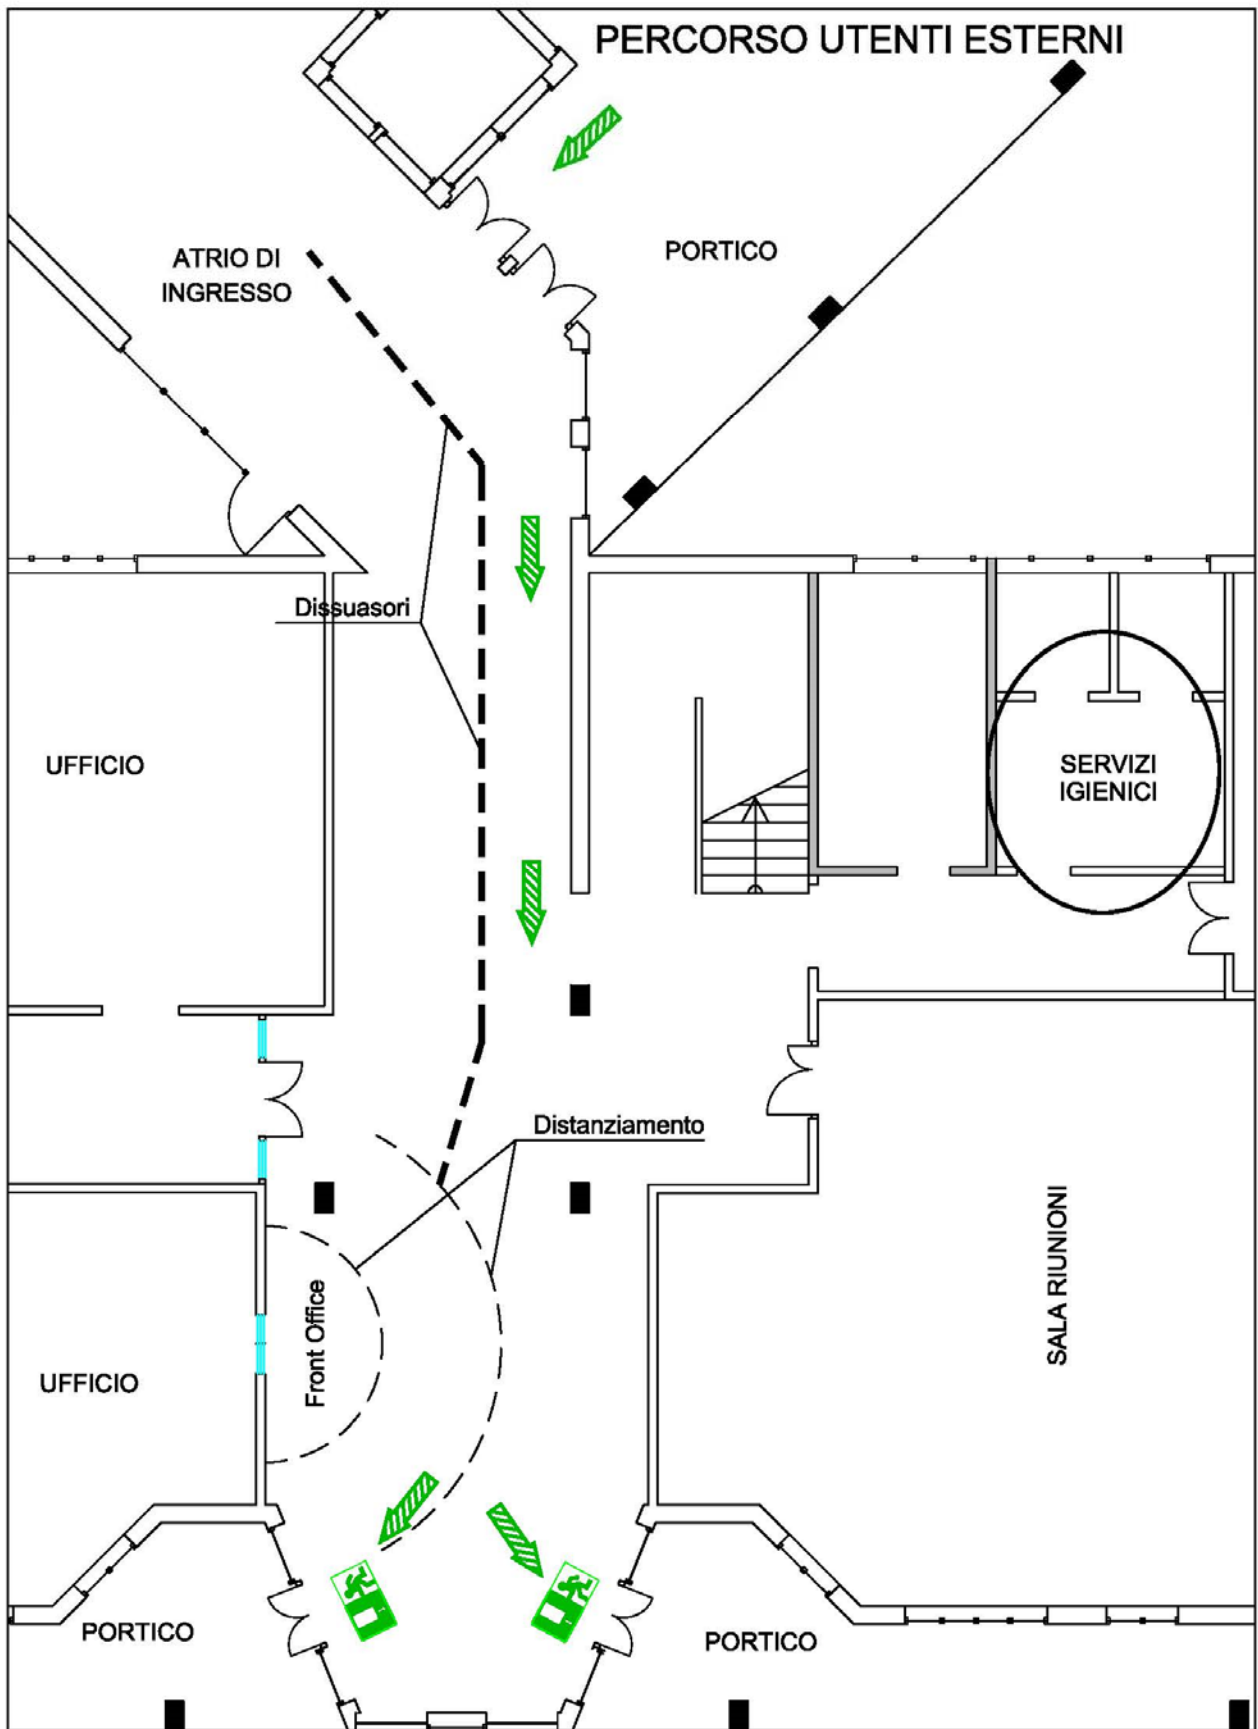 PERCORSO UTENTI ESTERNI
ATRIO DI
INGRESSO
PORTICO
Dissuasori
UFFICIO
SERVIZI
IGIENICI
Distanziamento
SALA RIUNIONI
Front Office
UFFICIO
PORTICO
PORTICO